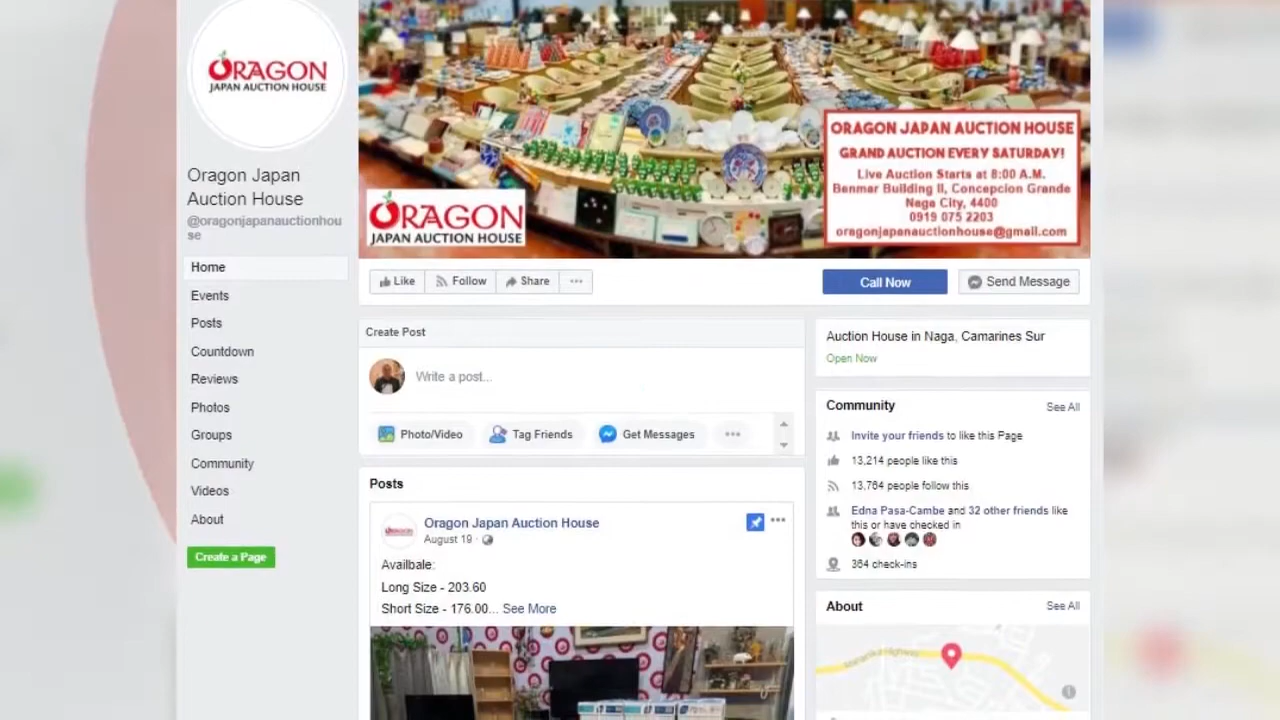 ORAGON
JAPAN AUCTION HOUSE
Oragon Japan
Auction House
@oragonjapanauctionhou
se
Home
Events
Posts
Countdown
Reviews
Photos
Groups
Community
Videos
About
Create a Page
ORAGON
JAPAN AUCTION HOUSE
ORAGON JAPAN AUCTION HOUSE
GRAND AUCTION EVERY SATURDAY!
Live Auction Starts at 8:00 A.M.
Benmar Building II, Concepcion Grande
Naga City, 4400
0919 075 2203
oragonjapanauctionhouse@gmail.com
Like
Follow
Share
Call Now
Send Message
Create Post
Write a post...
Photo/Video
Tag Friends
Get Messages
Posts
Oragon Japan Auction House
August 19
Availbale:
Long Size - 203.60
Short Size - 176.00... See More
Auction House in Naga, Camarines Sur
Open Now
Community
See All
Invite your friends to like this Page
13,214 people like this
13,764 people follow this
Edna Pasa-Cambe and 32 other friends like
this or have checked in
364 check-ins
About
See All